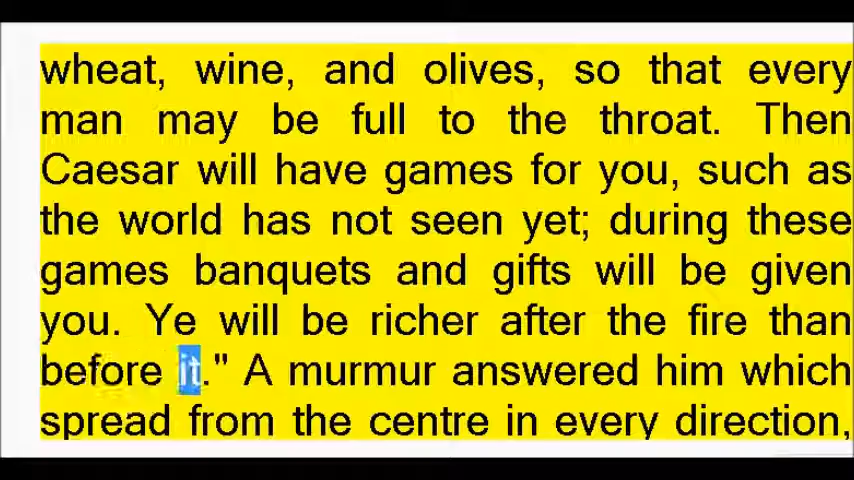 wheat, wine, and olives, so that every
man may be full to the throat. Then
Caesar will have games for you, such as
the world has not seen yet; during these
games banquets and gifts will be given
you. Ye will be richer after the fire than
before it." A murmur answered him which
spread from the centre in every direction,